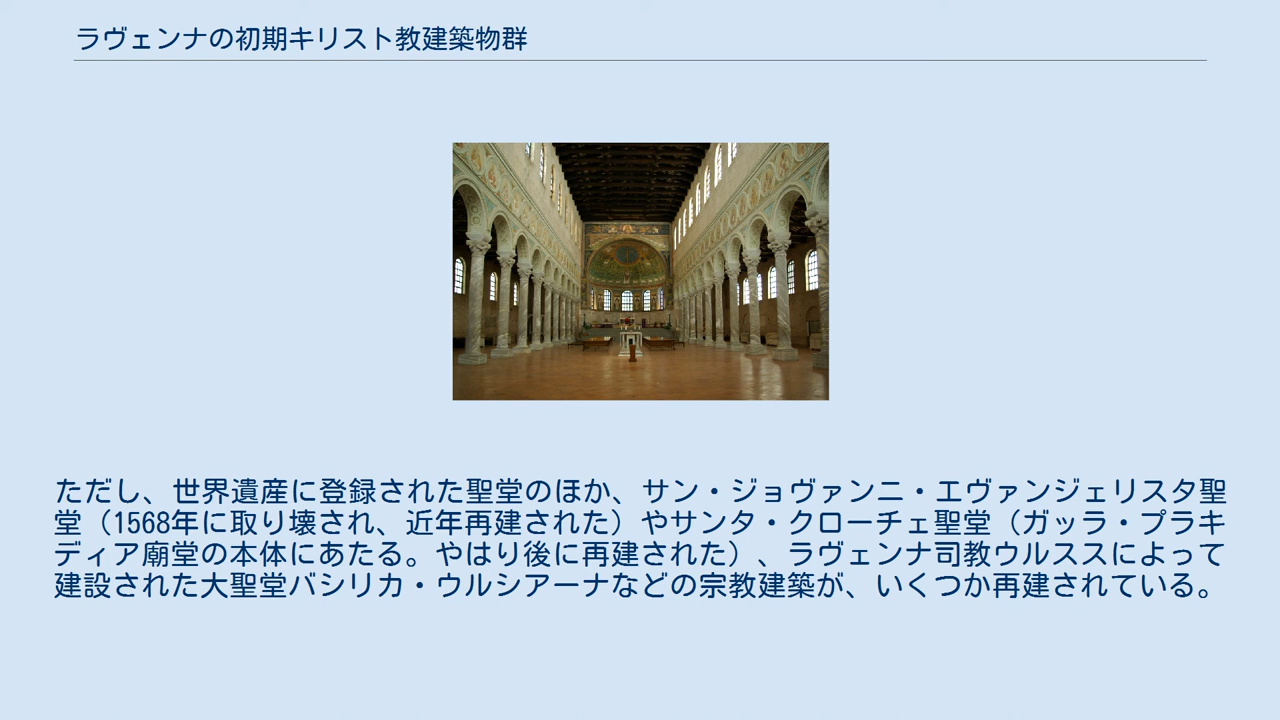 ラヴェンナの初期キリスト教建築物群
ただし、世界遺産に登録された聖堂のほか、サン・ジョヴァンニ・エヴァンジェリスタ聖
堂（1568年に取り壊され、近年再建された）やサンタ・クローチェ聖堂（ガッラ・プラキ
ディア廟堂の本体にあたる。やはり後に再建された）、ラヴェンナ司教ウルススによって
建設された大聖堂バシリカ・ウルシアーナなどの宗教建築が、いくつか再建されている。